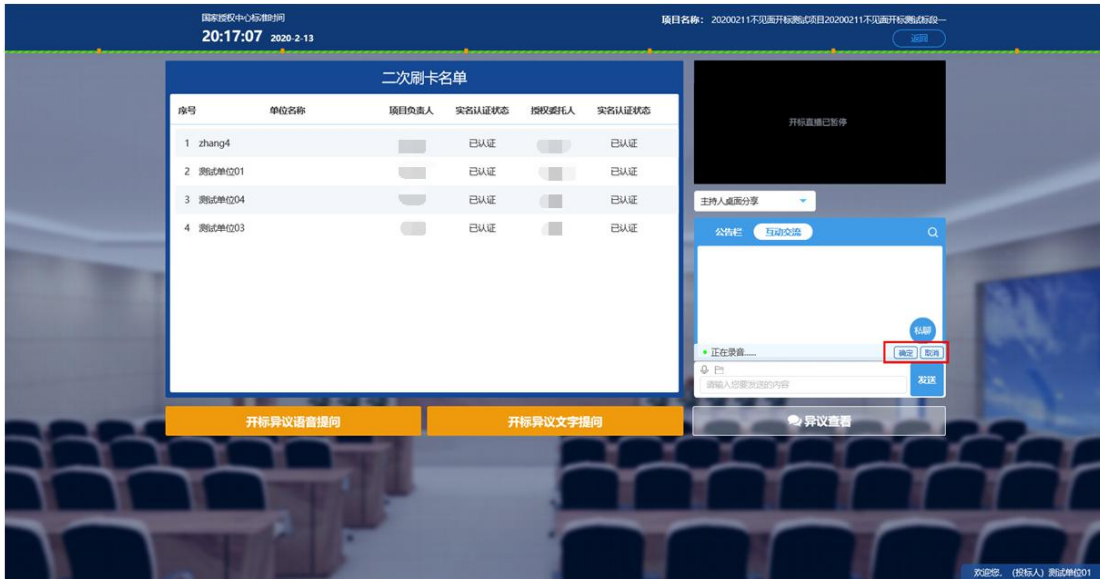 国家授权中心标准时间
20:17:07 2020-2-13
项目名称： 20200211不见面开标测试项目20200211不见面开标测试标段一
返回
二次刷卡名单
序号 单位名称 项目负责人 实名认证状态 授权委托人 实名认证状态
1 zhang4 已认证 已认证
2 测试单位01 已认证 已认证
3 测试单位04 已认证 已认证
4 测试单位03 已认证 已认证
开标直播已暂停
主持人桌面分享
公告栏 互动交流
私聊
正在录音......
确定 取消
请输入您要发送的内容
发送
开标异议语音提问 开标异议文字提问 异议查看
欢迎您, (投标人) 测试单位01